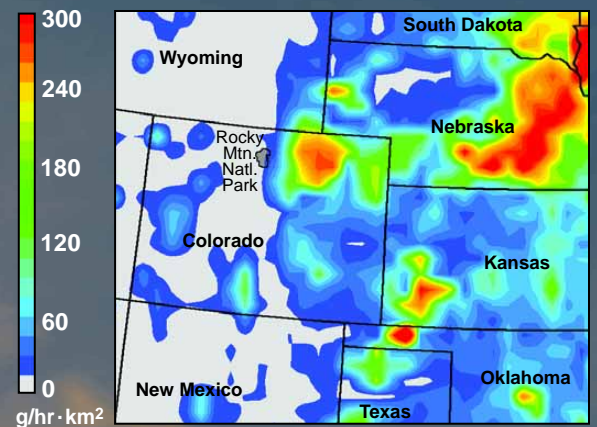 300
240
180
120
60
0
g/hr·km²
South Dakota
Wyoming
Nebraska
Rocky
Mtn.
Natl.
Park
Colorado
Kansas
New Mexico
Oklahoma
Texas